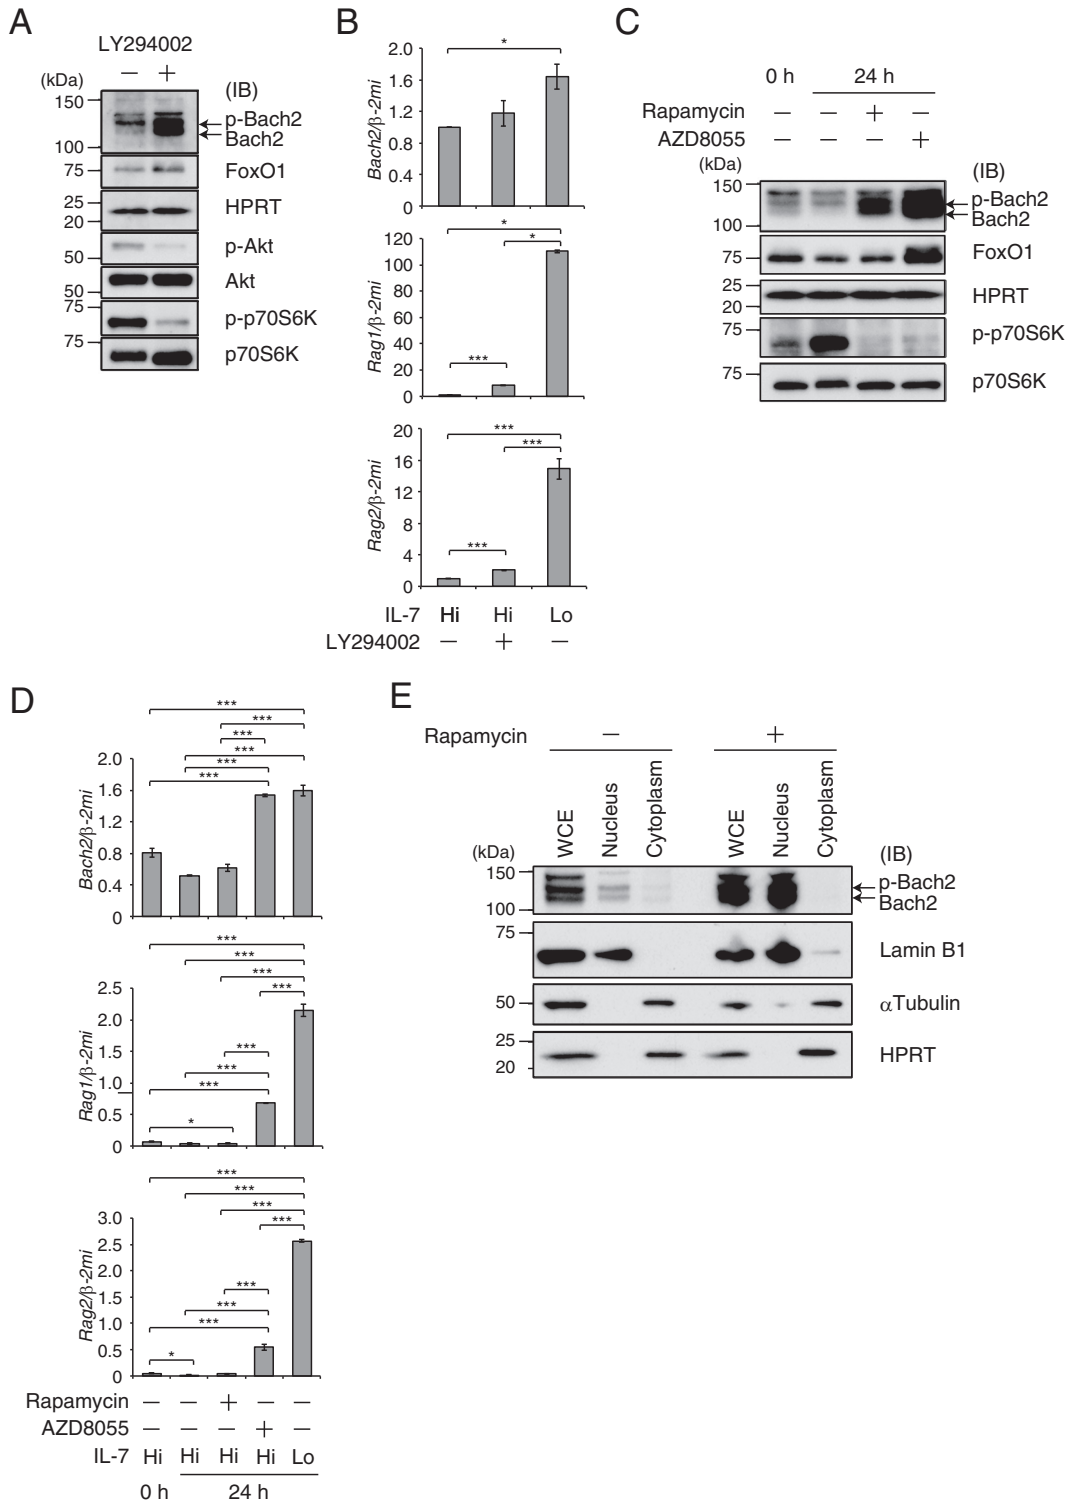 A
LY294002
− +
(kDa)
(IB)
150
100
p-Bach2
Bach2
75
FoxO1
25
20
HPRT
50
p-Akt
50
Akt
75
p-p70S6K
75
p70S6K
B
*
2.0
1.6
1.2
0.8
0.4
0
Bach2/β-2mi
*
*
***
120
100
80
60
40
20
0
Rag1/β-2mi
***
***
***
20
16
12
8
4
0
Rag2/β-2mi
IL-7 Hi Hi Lo
LY294002 − + −
C
0 h 24 h
Rapamycin − − + −
AZD8055 − − − +
(kDa)
(IB)
150
100
p-Bach2
Bach2
75
FoxO1
25
20
HPRT
75
p-p70S6K
75
p70S6K
D
***
***
***
***
***
***
2.0
1.6
1.2
0.8
0.4
0
Bach2/β-2mi
***
***
***
***
***
***
***
*
2.5
2.0
1.5
1.0
0.5
0
Rag1/β-2mi
***
***
***
***
***
***
***
*
3.0
2.5
2.0
1.5
1.0
0.5
0
Rag2/β-2mi
Rapamycin − − + − −
AZD8055 − − − + −
IL-7 Hi Hi Hi Hi Lo
0 h 24 h
E
Rapamycin − +
WCE Nucleus Cytoplasm WCE Nucleus Cytoplasm
(kDa)
(IB)
150
100
p-Bach2
Bach2
75
Lamin B1
50
αTubulin
25
20
HPRT